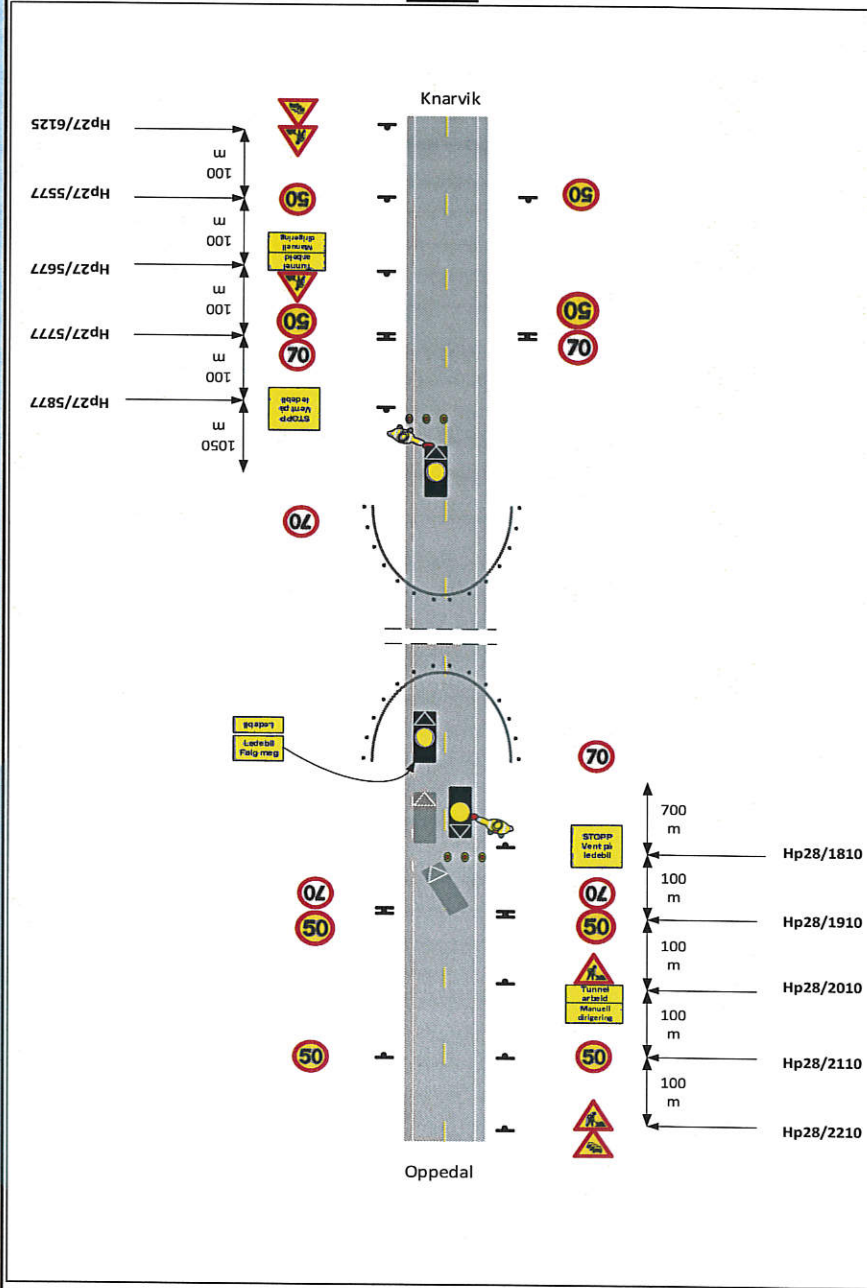 Knarvik
Hp27/6125
100
m
Hp27/5577
50
50
100
m
Manuell
dirigering
Tunnel
arbeid
Hp27/5677
100
m
50
50
Hp27/5777
70
70
100
m
Hp27/5877
STOPP
Vent på
ledebil
1050
m
70
Ledebil
Ledebil
Følg meg
70
700
m
STOPP
Vent på
ledebil
Hp28/1810
100
m
70
70
50
50
Hp28/1910
100
m
Tunnel
arbeid
Manuell
dirigering
Hp28/2010
100
m
50
50
Hp28/2110
100
m
Hp28/2210
Oppedal